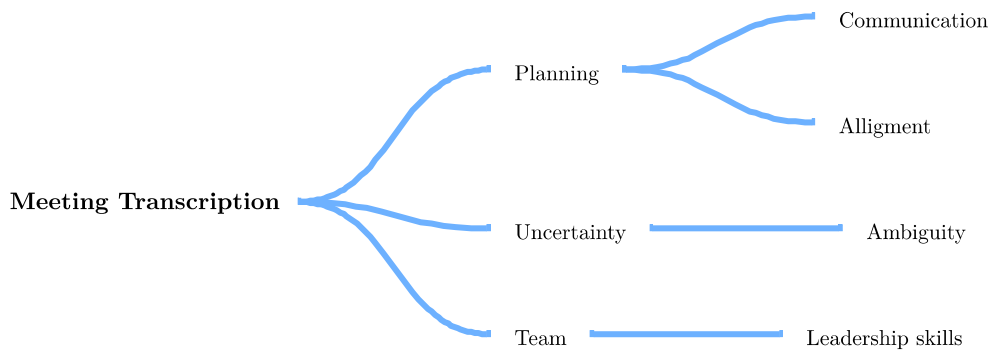 Meeting Transcription
Planning
Communication
Alligment
Uncertainty
Ambiguity
Team
Leadership skills